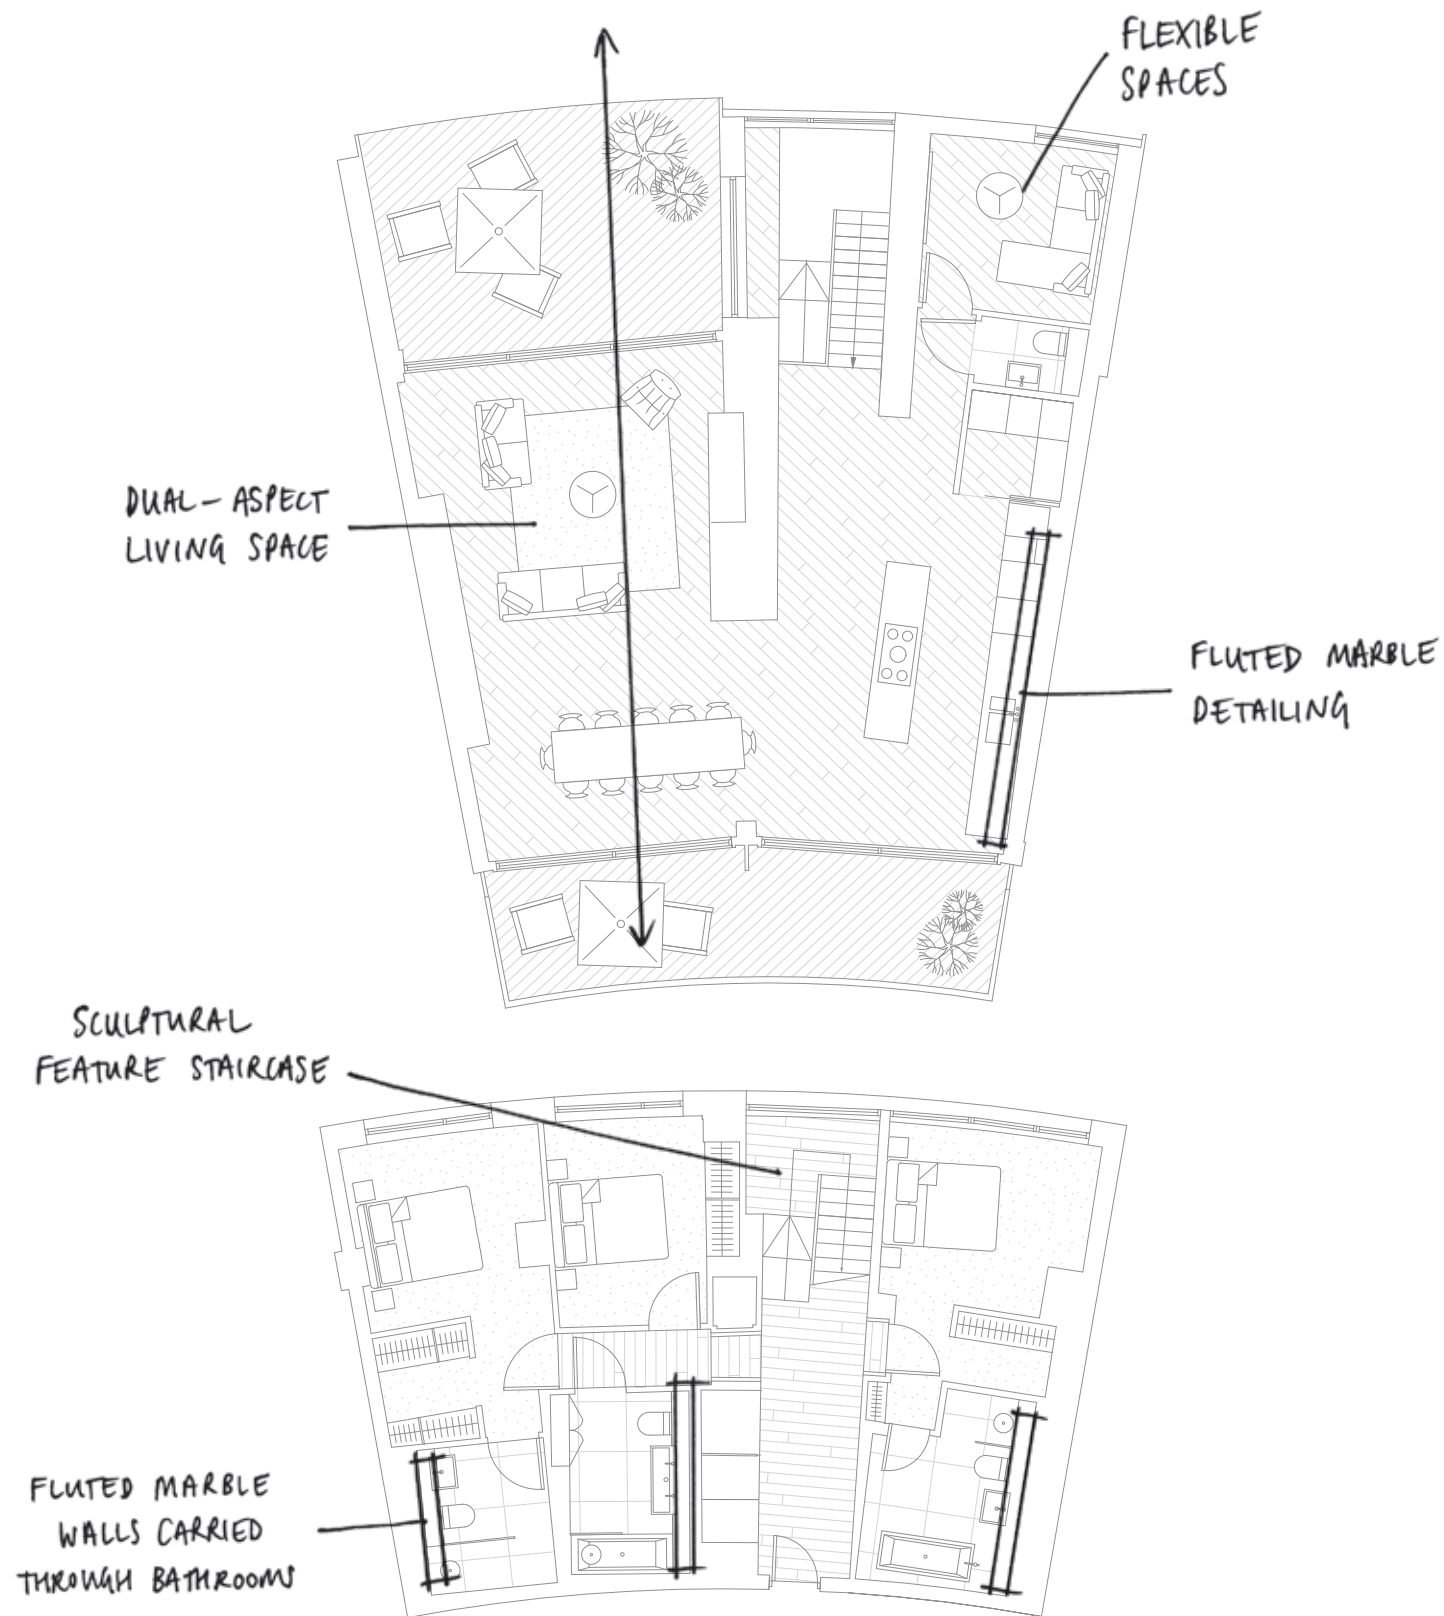 FLEXIBLE
SPACES
DUAL-ASPECT
LIVING SPACE
FLUTED MARBLE
DETAILING
SCULPTURAL
FEATURE STAIRCASE
FLUTED MARBLE
WALLS CARRIED
THROUGH BATHROOMS